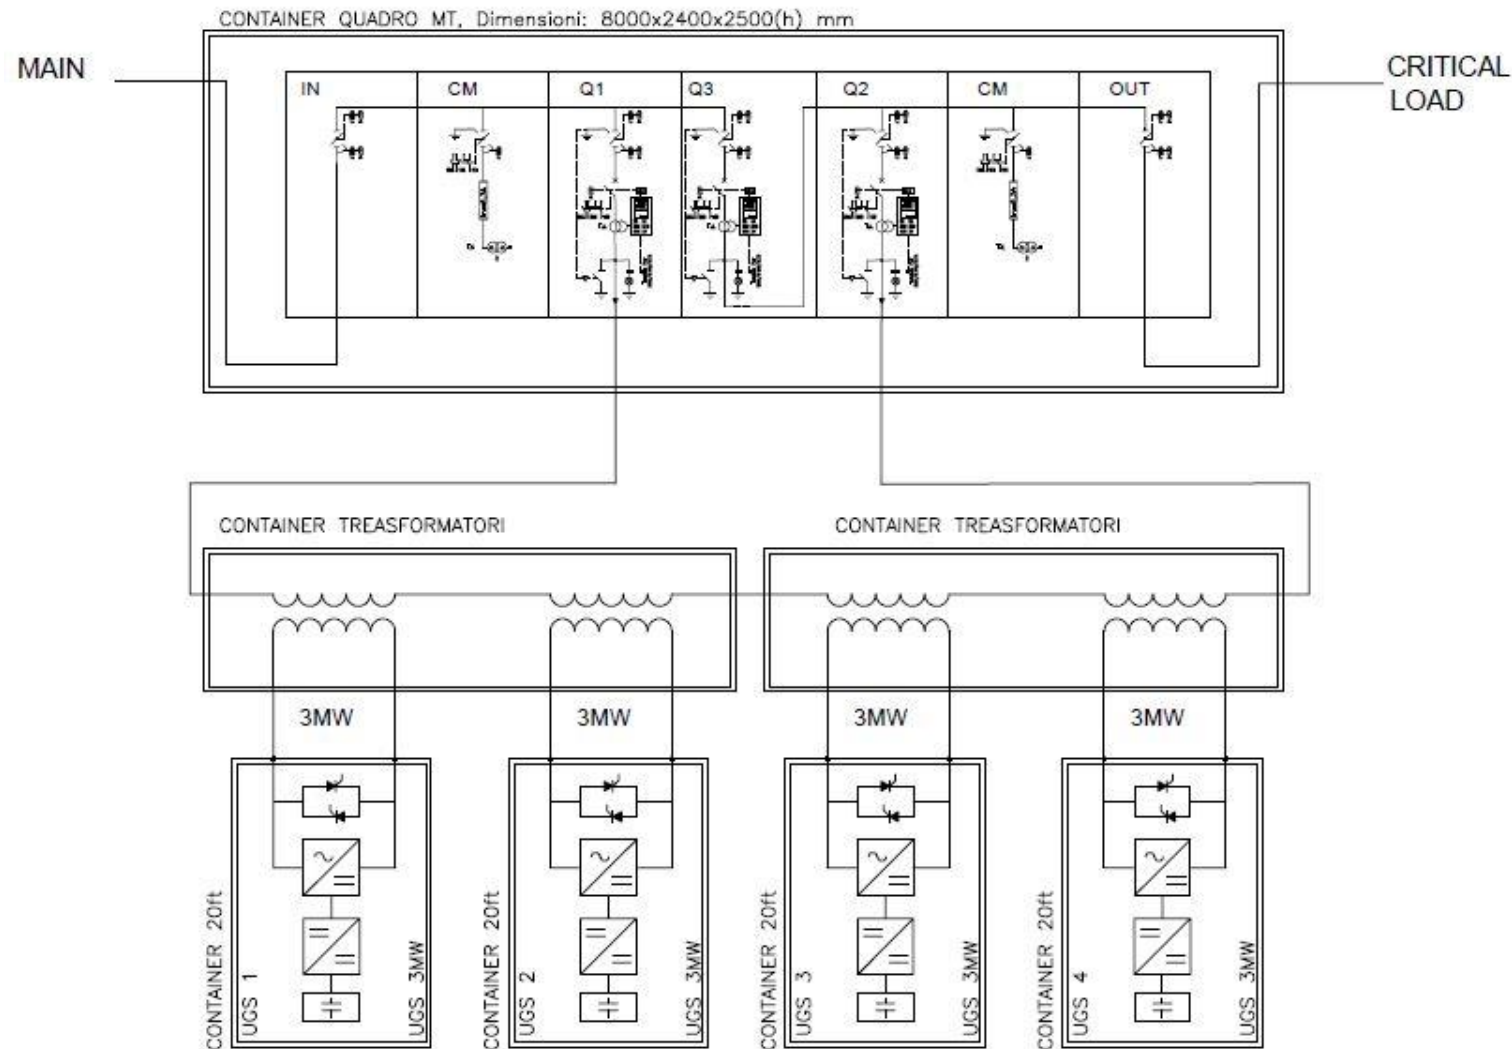 CONTAINER QUADRO MT, Dimensioni: 8000x2400x2500(h) mm
MAIN
CRITICAL
LOAD
IN
CM
Q1
Q3
Q2
CM
OUT
CONTAINER TREASFORMATORI
CONTAINER TREASFORMATORI
3MW
3MW
3MW
3MW
CONTAINER 20ft
UGS 1
UGS 3MW
CONTAINER 20ft
UGS 2
UGS 3MW
CONTAINER 20ft
UGS 3
UGS 3MW
CONTAINER 20ft
UGS 4
UGS 3MW